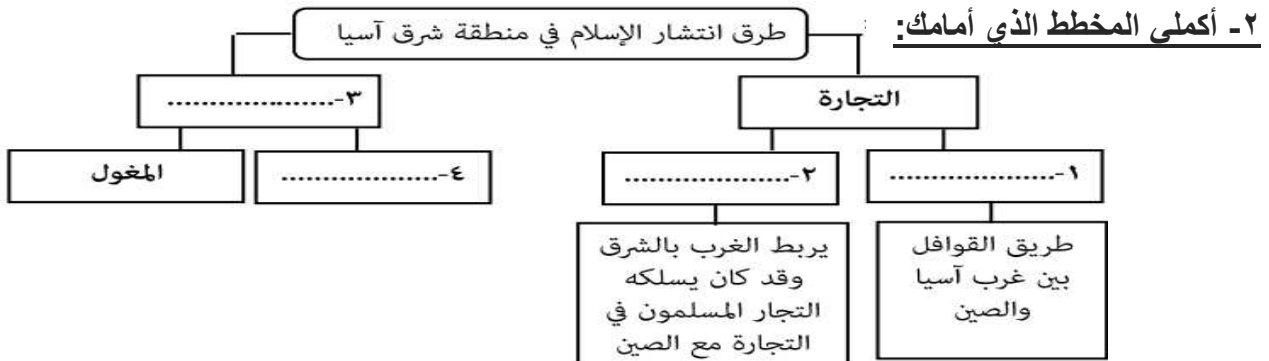 ٢- أكملي المخطط الذي أمامك:
طرق انتشار الإسلام في منطقة شرق آسيا
التجارة
٣-....................
١-....................
٢-....................
٤-....................
المغول
طريق القوافل
بين غرب آسيا
والصين
يربط الغرب بالشرق
وقد كان يسلكه
التجار المسلمون في
التجارة مع الصين